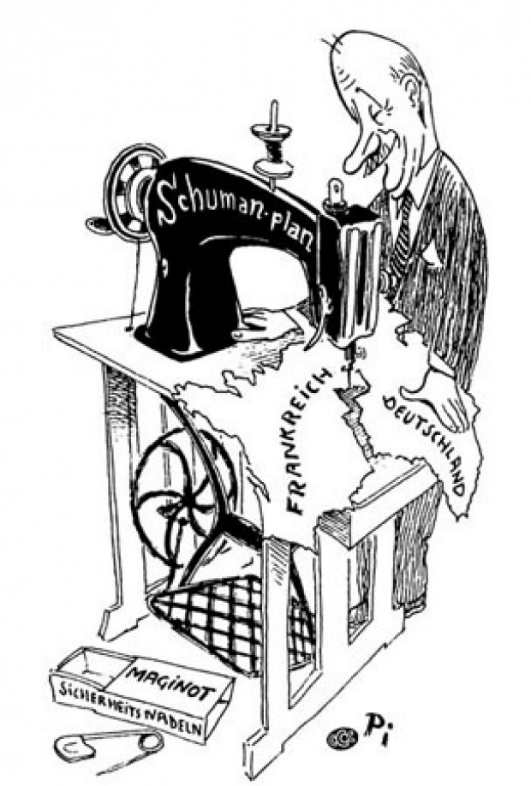 Schuman-plan
FRANKREICH
DEUTSCHLAND
MAGINOT
SICHERHEITSNADELN
Pi